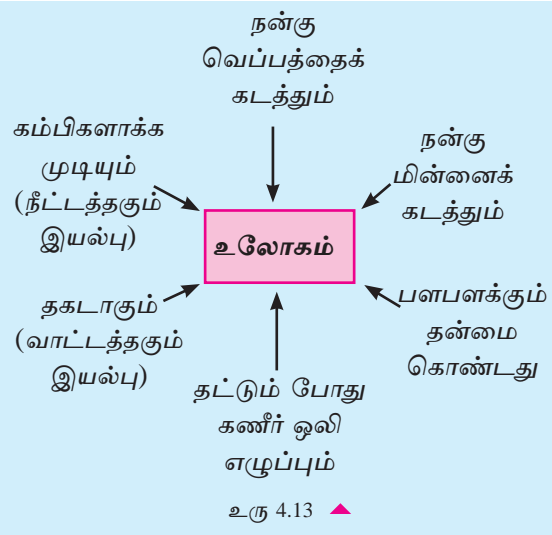 நன்கு
வெப்பத்தைக்
கடத்தும்
கம்பிகளாக்க
முடியும்
(நீட்டத்தகும்
இயல்பு)
நன்கு
மின்னைக்
கடத்தும்
உலோகம்
தகடாகும்
(வாட்டத்தகும்
இயல்பு)
பளபளக்கும்
தன்மை
கொண்டது
தட்டும் போது
கணீர் ஒலி
எழுப்பும்
உரு 4.13